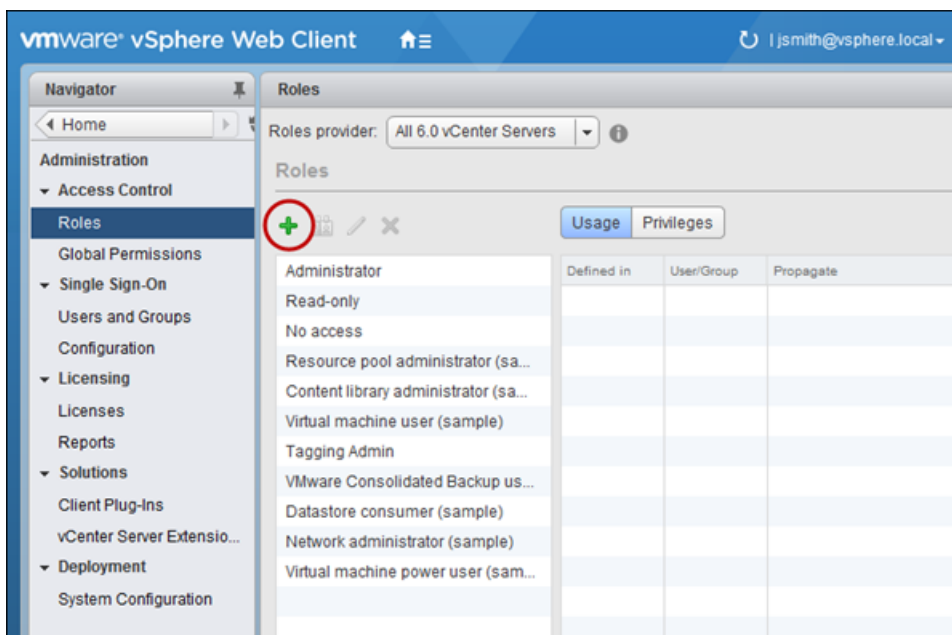 vmware® vSphere Web Client
jsmith@vsphere.local
Navigator
Home
Administration
Access Control
Roles
Global Permissions
Single Sign-On
Users and Groups
Configuration
Licensing
Licenses
Reports
Solutions
Client Plug-Ins
vCenter Server Extensio...
Deployment
System Configuration
Roles
Roles provider: All 6.0 vCenter Servers
Roles
Usage Privileges
Administrator
Read-only
No access
Resource pool administrator (sa...
Content library administrator (sa...
Virtual machine user (sample)
Tagging Admin
VMware Consolidated Backup us...
Datastore consumer (sample)
Network administrator (sample)
Virtual machine power user (sam...
Defined in User/Group Propagate